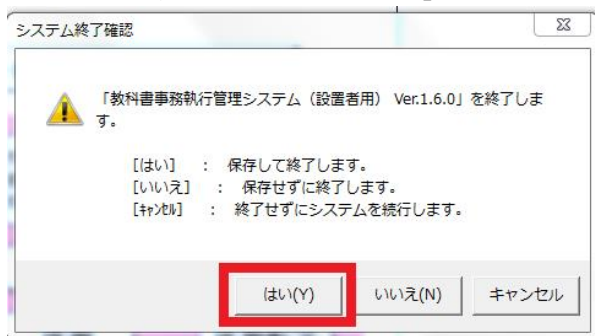 システム終了確認
「教科書事務執行管理システム（設置者用） Ver.1.6.0」を終了しま
す。
[はい] ： 保存して終了します。
[いいえ] ： 保存せずに終了します。
[ｷｬﾝｾﾙ] ： 終了せずにシステムを続行します。
はい(Y) いいえ(N) キャンセル